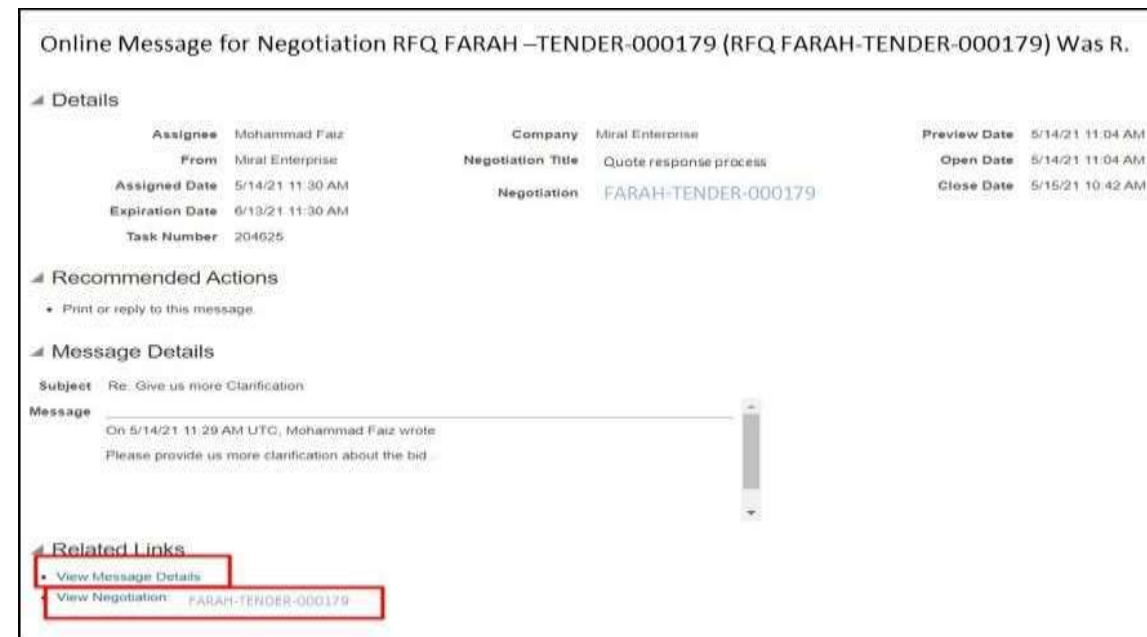 Online Message for Negotiation RFQ FARAH –TENDER-000179 (RFQ FARAH-TENDER-000179) Was R.
Details
Assignee Mohammad Faiz Company Miral Enterprise Preview Date 5/14/21 11:04 AM
From Miral Enterprise Negotiation Title Quote response process Open Date 5/14/21 11:04 AM
Assigned Date 5/14/21 11:30 AM Negotiation FARAH-TENDER-000179 Close Date 5/15/21 10:42 AM
Expiration Date 6/13/21 11:30 AM
Task Number 204625
Recommended Actions
• Print or reply to this message.
Message Details
Subject Re: Give us more Clarification
Message
On 5/14/21 11:29 AM UTC, Mohammad Faiz wrote
Please provide us more clarification about the bid .
Related Links
• View Message Details
• View Negotiation: FARAH-TENDER-000179